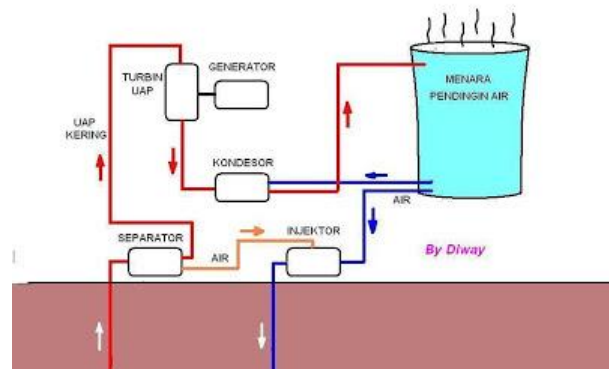 TURBIN
UAP
GENERATOR
MENARA
PENDINGIN AIR
UAP
KERING
KONDESOR
AIR
SEPARATOR
AIR
INJEKTOR
By Diway